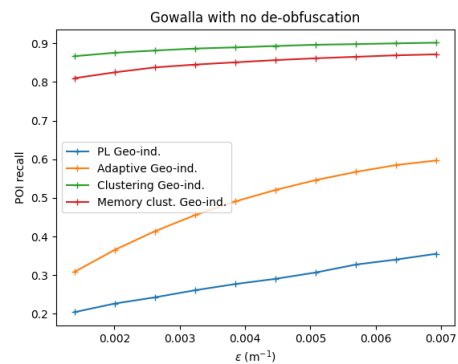 Gowalla with no de-obfuscation
0.9
0.8
0.7
0.6
0.5
0.4
0.3
0.2
POI recall
PL Geo-ind.
Adaptive Geo-ind.
Clustering Geo-ind.
Memory clust. Geo-ind.
0.002 0.003 0.004 0.005 0.006 0.007
ε (m⁻¹)